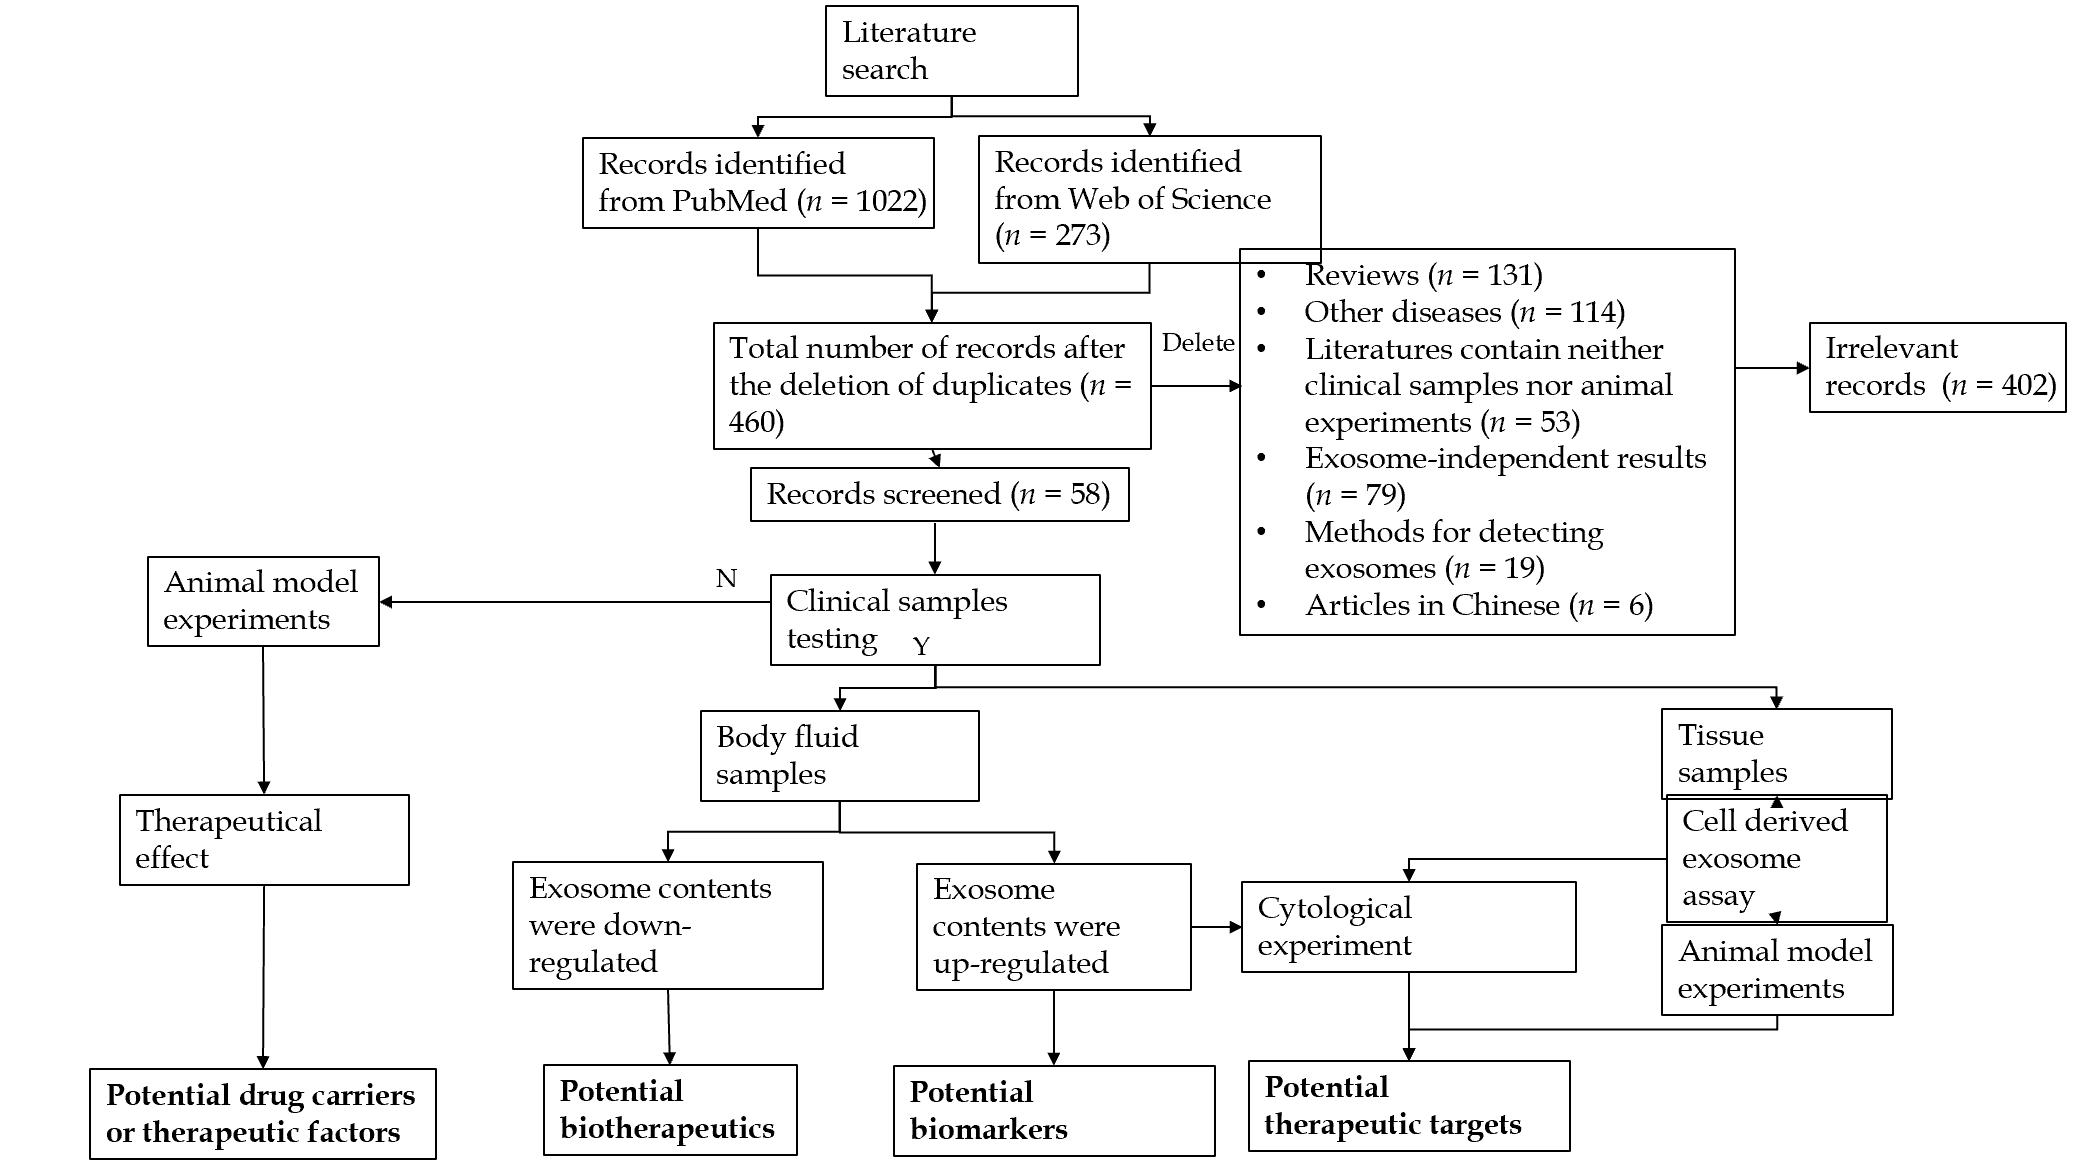 Literature
search
Records identified
from PubMed (n = 1022)
Records identified
from Web of Science
(n = 273)
Total number of records after
the deletion of duplicates (n =
460)
Delete
• Reviews (n = 131)
• Other diseases (n = 114)
• Literatures contain neither
clinical samples nor animal
experiments (n = 53)
• Exosome-independent results
(n = 79)
• Methods for detecting
exosomes (n = 19)
• Articles in Chinese (n = 6)
Irrelevant
records (n = 402)
Records screened (n = 58)
Clinical samples
testing
N
Y
Animal model
experiments
Therapeutical
effect
Potential drug carriers
or therapeutic factors
Body fluid
samples
Exosome contents
were down-
regulated
Potential
biotherapeutics
Exosome
contents were
up-regulated
Potential
biomarkers
Tissue
samples
Cell derived
exosome
assay
Cytological
experiment
Animal model
experiments
Potential
therapeutic targets